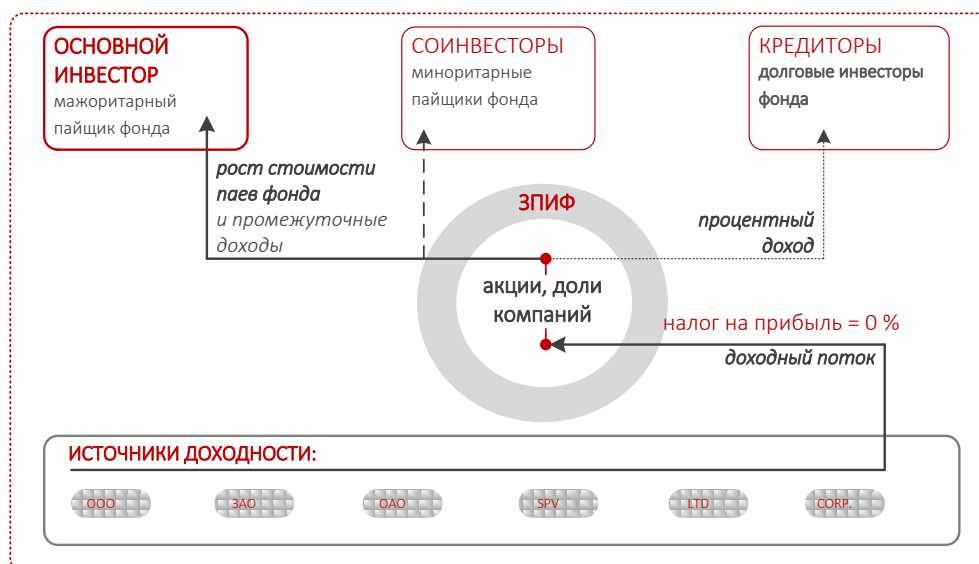 ОСНОВНОЙ
ИНВЕСТОР
мажоритарный
пайщик фонда
СОИНВЕСТОРЫ
миноритарные
пайщики фонда
КРЕДИТОРЫ
долговые инвесторы
фонда
рост стоимости
паев фонда
и промежуточные
доходы
ЗПИФ
процентный
доход
акции, доли
компаний
налог на прибыль = 0 %
доходный поток
ИСТОЧНИКИ ДОХОДНОСТИ:
ООО
ЗАО
ОАО
SPV
LTD
CORP.